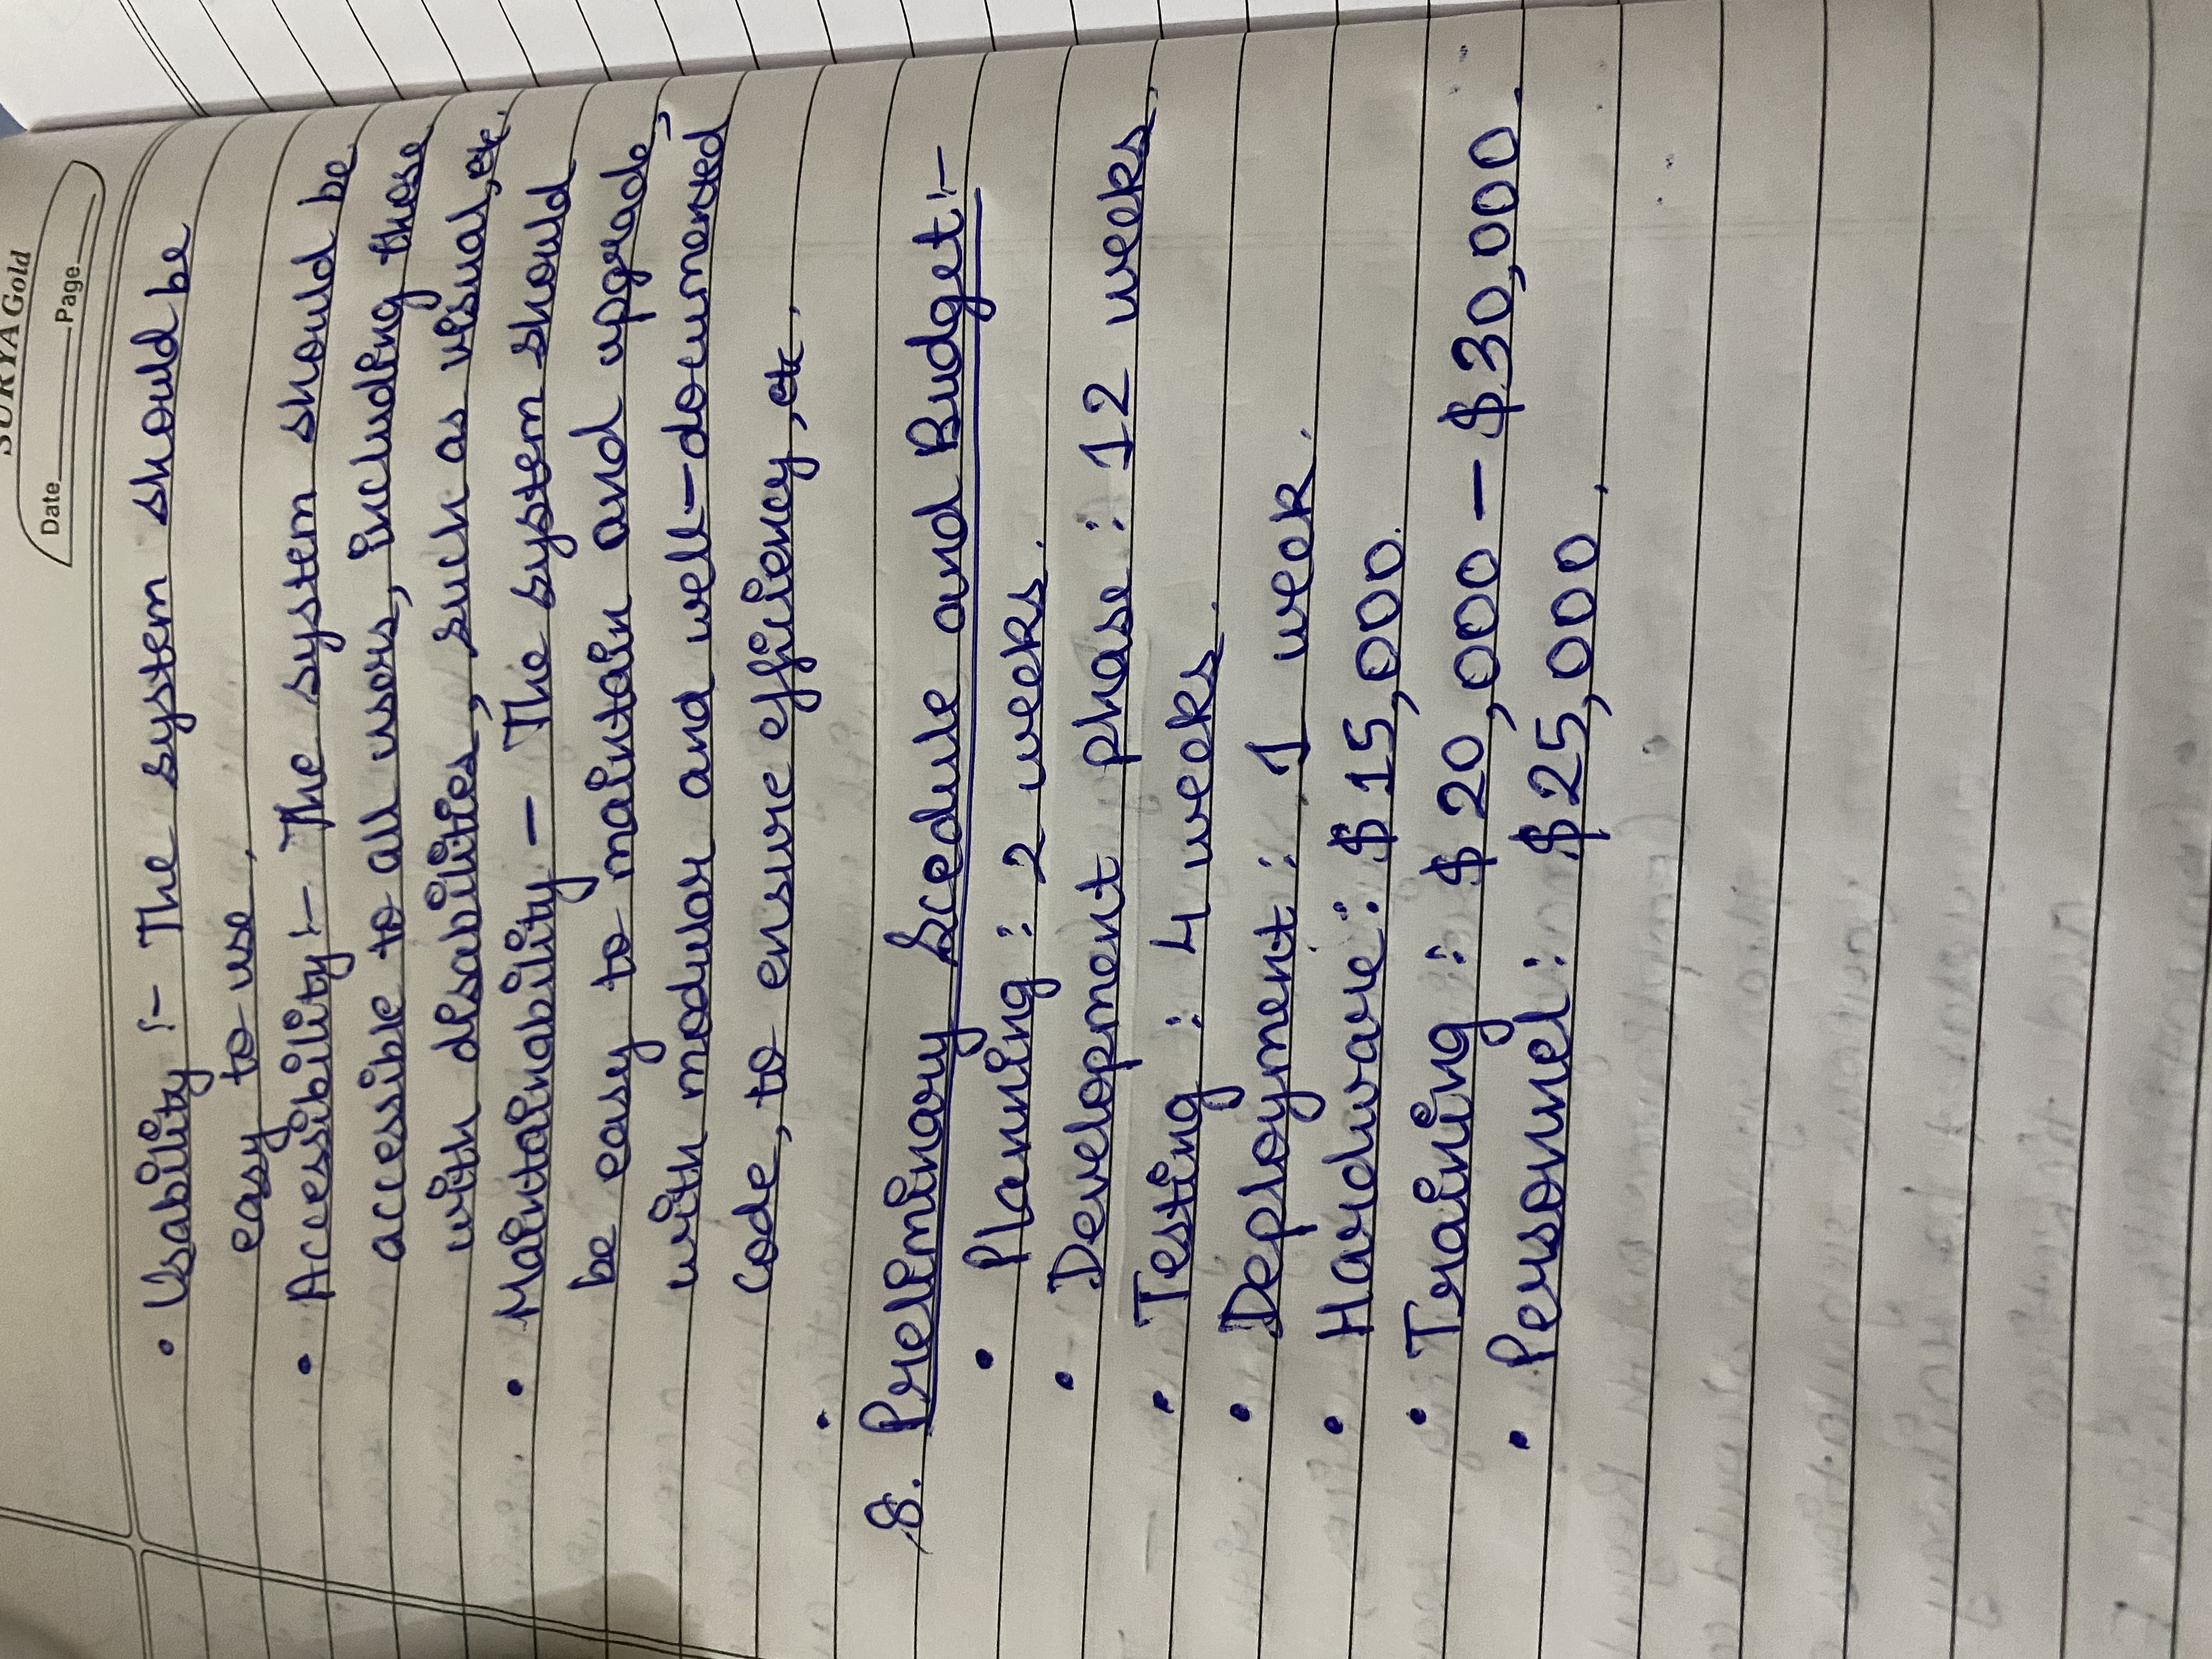 SURYA Gold
Date Page
• Usability :- The system should be
easy to use.
• Accessibility :- The system should be
accessible to all users, including those
with disabilities, such as visual, etc.
• Maintainability - The system should
be easy to maintain and upgrade,
with modular and well-documented
code, to ensure efficiency, etc.
•
8. Preliminary Scedule and Budget :-
• Planning : 2 weeks.
• Development phase : 12 weeks.
• Testing : 4 weeks.
• Deployment : 1 week.
• Hardware : $15,000.
• Training : $20,000 - $30,000.
• Personnel : $25,000.